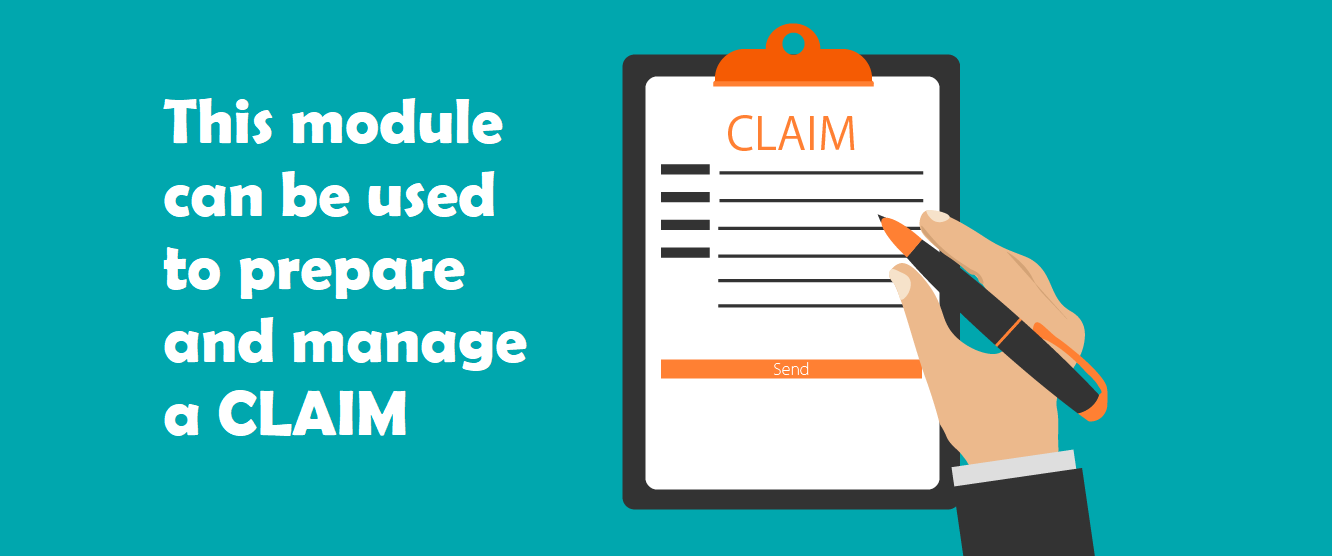 This module
can be used
to prepare
and manage
a CLAIM
CLAIM
Send